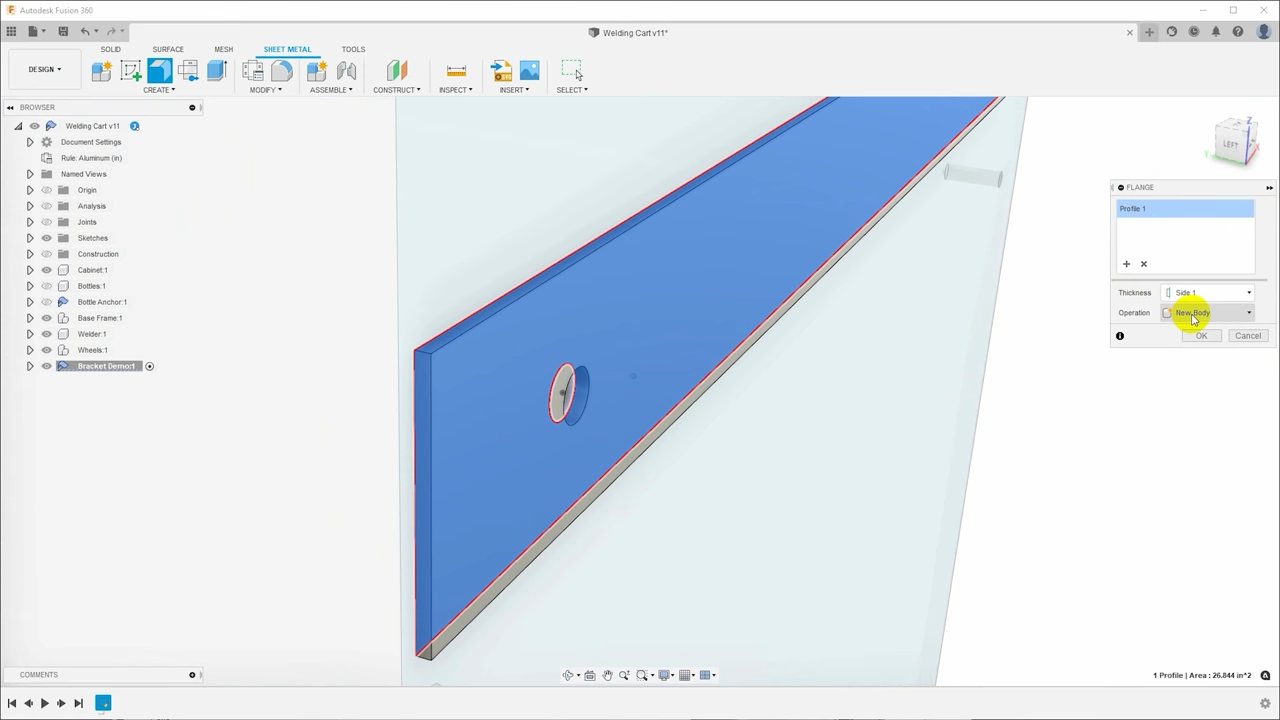 Autodesk Fusion 360
Welding Cart v11*
SOLID
SURFACE
MESH
SHEET METAL
TOOLS
DESIGN
CREATE
MODIFY
ASSEMBLE
CONSTRUCT
INSPECT
INSERT
SELECT
BROWSER
Welding Cart v11
Document Settings
Rule: Aluminum (in)
Named Views
Origin
Analysis
Joints
Sketches
Construction
Cabinet:1
Bottles:1
Bottle Anchor:1
Base Frame:1
Welder:1
Wheels:1
Bracket Demo:1
Z
LEFT
FLANGE
Profile 1
Thickness Side 1
Operation New Body
OK Cancel
COMMENTS
1 Profile | Area : 26.844 in^2